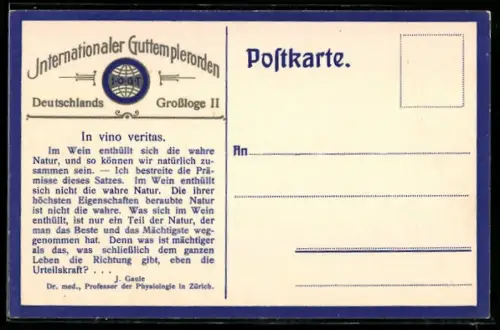 Internationaler Guttemplerorden
I·O·G·T
Deutschlands Großloge II
In vino veritas.
Im Wein enthüllt sich die wahre
Natur, und so können wir natürlich zu-
sammen sein. — Ich bestreite die Prä-
misse dieses Satzes. Im Wein enthüllt
sich nicht die wahre Natur. Die ihrer
höchsten Eigenschaften beraubte Natur
ist nicht die wahre. Was sich im Wein
enthüllt, ist nur ein Teil der Natur, der
man das Beste und das Mächtigste weg-
genommen hat. Denn was ist mächtiger
als das, was schließlich dem ganzen
Leben die Richtung gibt, eben die
Urteilskraft? . . .
J. Gaule
Dr. med., Professor der Physiologie in Zürich.
Postkarte.
An